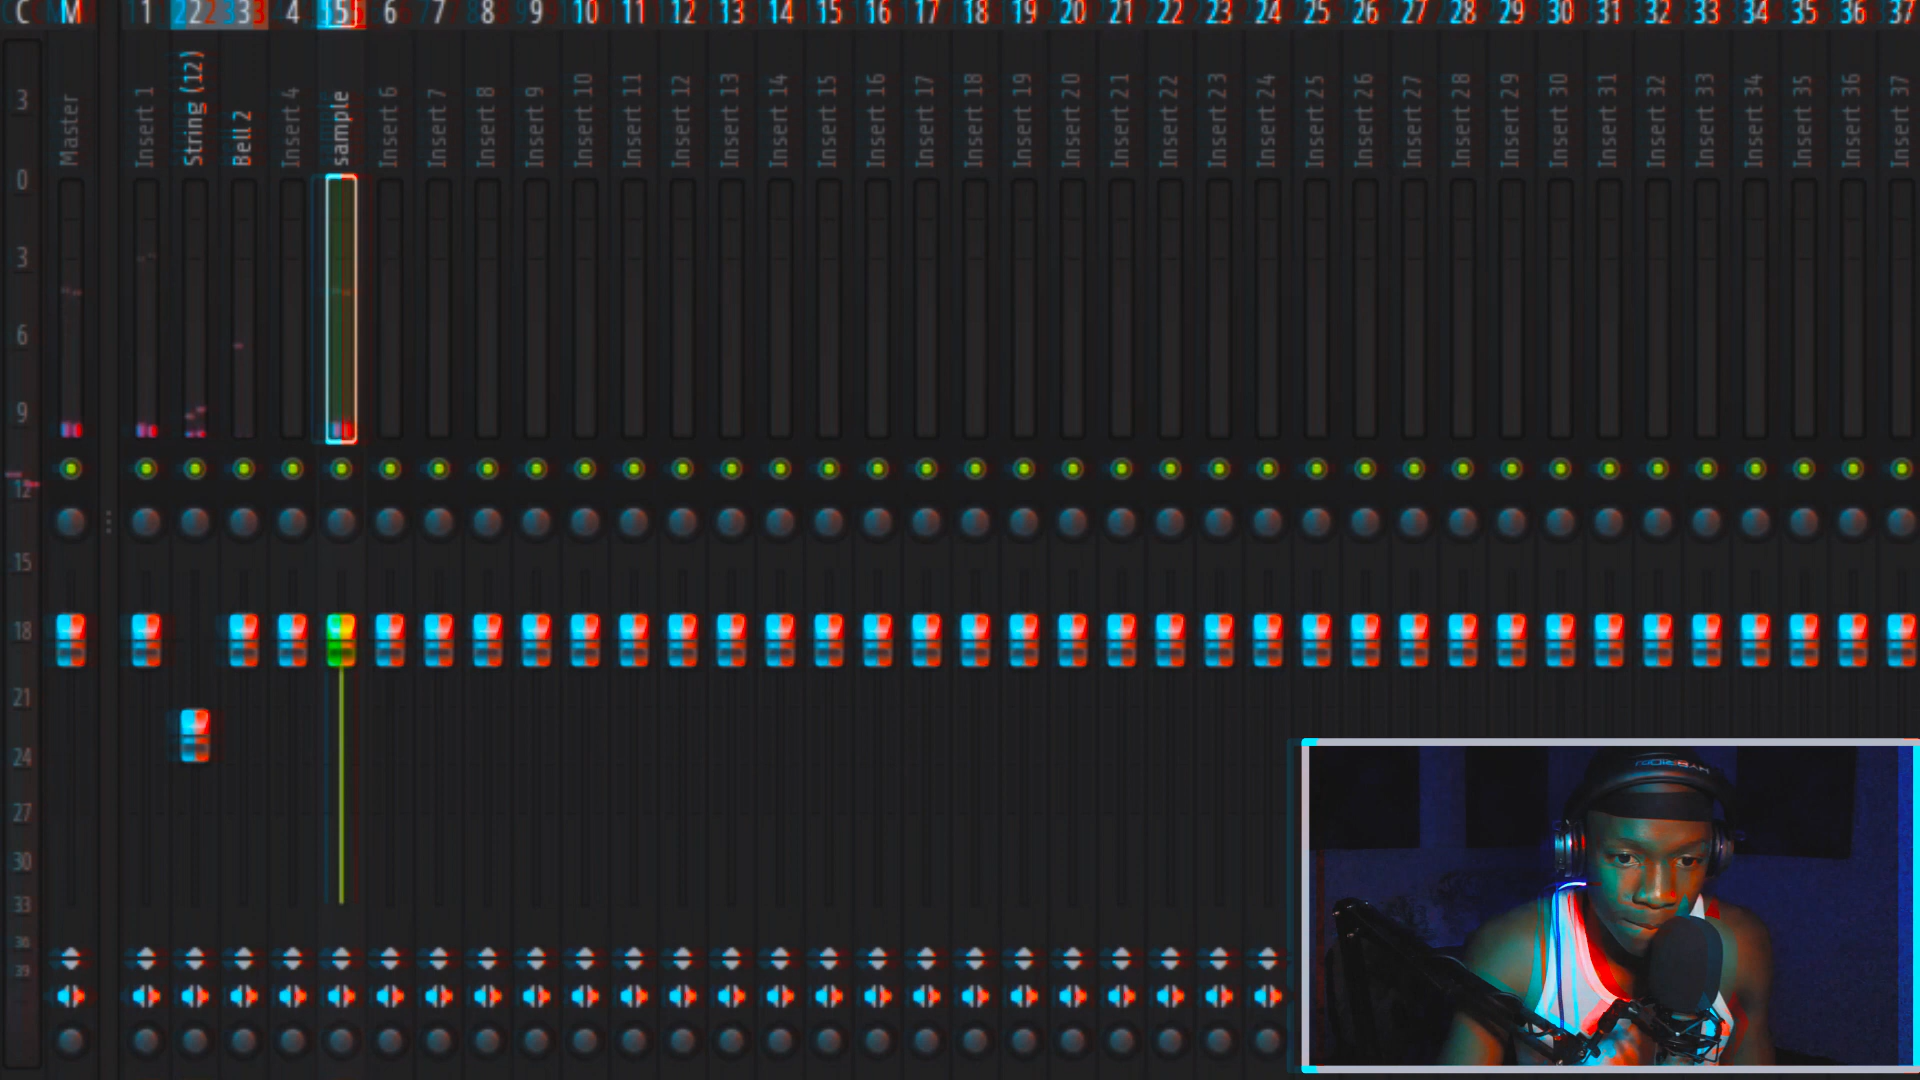 C M 1 2 3 4 5 6 7 8 9 10 11 12 13 14 15 16 17 18 19 20 21 22 23 24 25 26 27 28 29 30 31 32 33 34 35 36 37
Master
Insert 1
String (12)
Bell 2
Insert 4
sample
Insert 6
Insert 7
Insert 8
Insert 9
Insert 10
Insert 11
Insert 12
Insert 13
Insert 14
Insert 15
Insert 16
Insert 17
Insert 18
Insert 19
Insert 20
Insert 21
Insert 22
Insert 23
Insert 24
Insert 25
Insert 26
Insert 27
Insert 28
Insert 29
Insert 30
Insert 31
Insert 32
Insert 33
Insert 34
Insert 35
Insert 36
Insert 37
3
0
3
6
9
12
15
18
21
24
27
30
33
36
39